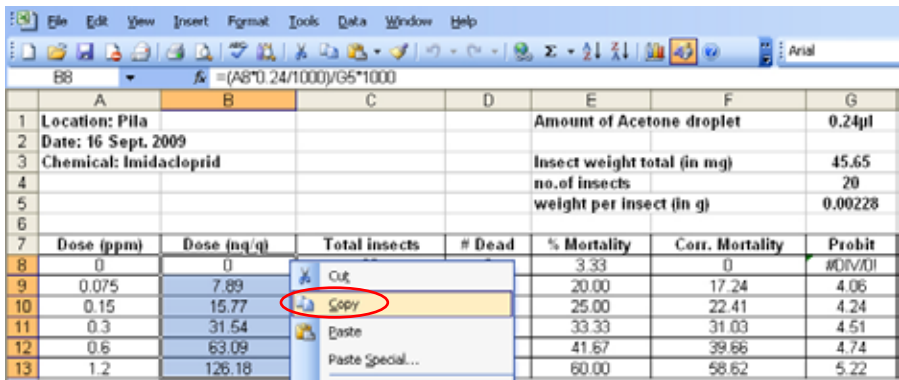 File Edit View Insert Format Tools Data Window Help
Arial
B8 fx =(A8*0.24/1000)/G5*1000
A B C D E F G
1 Location: Pila Amount of Acetone droplet 0.24µl
2 Date: 16 Sept. 2009
3 Chemical: Imidacloprid Insect weight total (in mg) 45.65
4 no.of insects 20
5 weight per insect (in g) 0.00228
6
7 Dose (ppm) Dose (ng/g) Total insects # Dead % Mortality Corr. Mortality Probit
8 0 0 3.33 0 #DIV/0!
9 0.075 7.89 20.00 17.24 4.06
10 0.15 15.77 25.00 22.41 4.24
11 0.3 31.54 33.33 31.03 4.51
12 0.6 63.09 41.67 39.66 4.74
13 1.2 126.18 60.00 58.62 5.22
Cut
Copy
Paste
Paste Special...